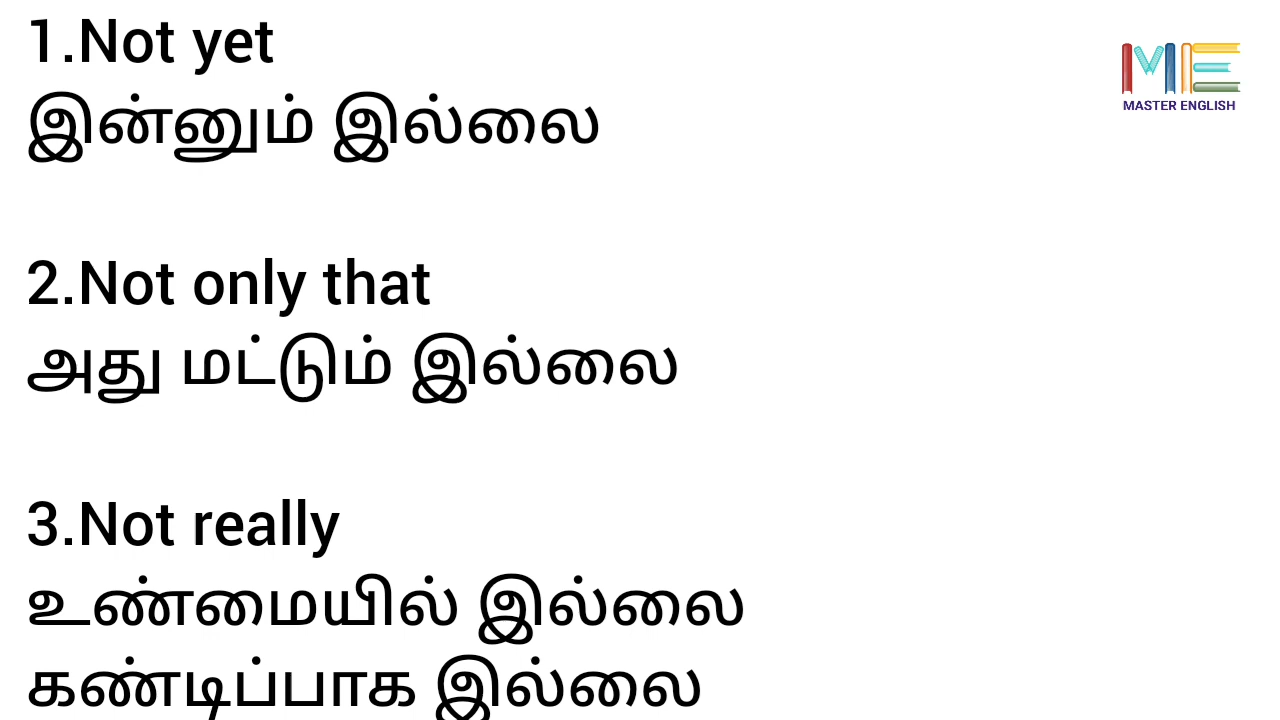 1.Not yet
இன்னும் இல்லை
2.Not only that
அது மட்டும் இல்லை
3.Not really
உண்மையில் இல்லை
கண்டிப்பாக இல்லை
ME
MASTER ENGLISH